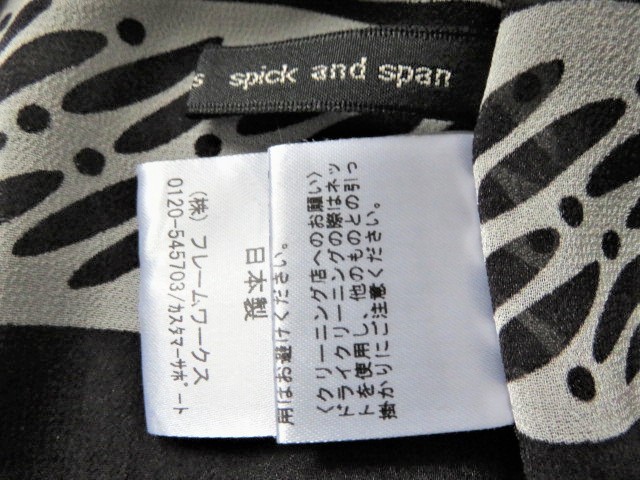 s spick and span
用はお避けください。
〈クリーニング店へのお願い〉
ドライクリーニングの際はネッ
トを使用し、他のものとの引っ
掛かりにご注意ください。
日本製
(株) フレームワークス
0120-545703/カスタマーサポート